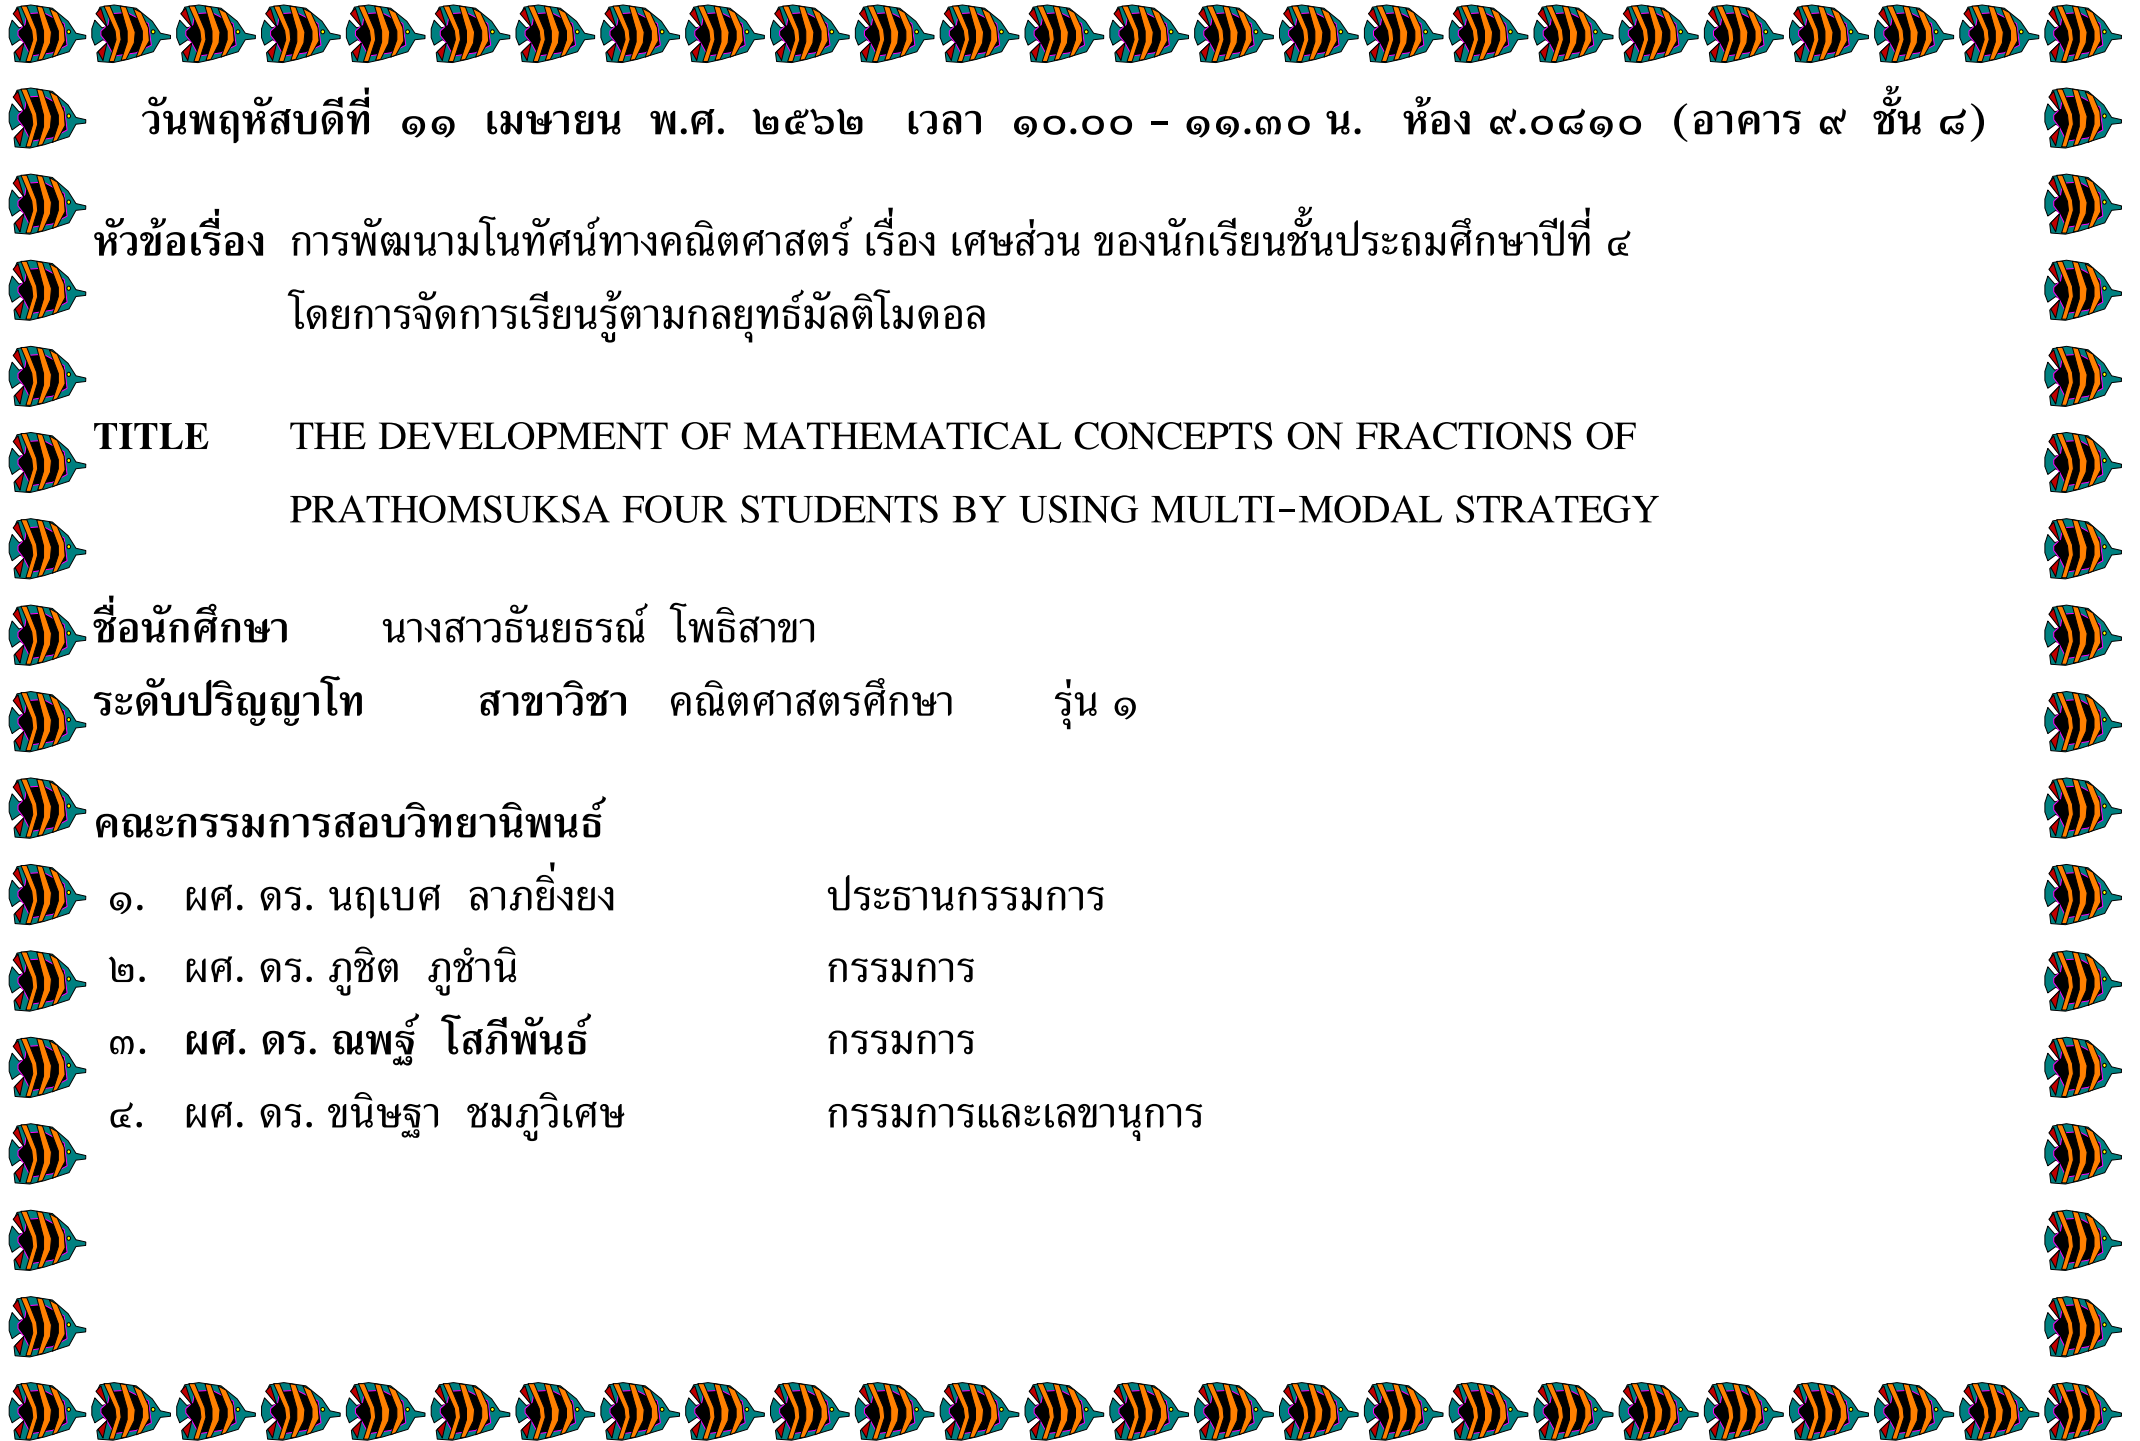 วันพฤหัสบดีที่ ๑๑ เมษายน พ.ศ. ๒๕๖๒ เวลา ๑๐.๐๐ - ๑๑.๓๐ น. ห้อง ๙.๐๘๑๐ (อาคาร ๙ ชั้น ๘)
หัวข้อเรื่อง การพัฒนามโนทัศน์ทางคณิตศาสตร์ เรื่อง เศษส่วน ของนักเรียนชั้นประถมศึกษาปีที่ ๔
โดยการจัดการเรียนรู้ตามกลยุทธ์มัลติโมดอล
TITLE THE DEVELOPMENT OF MATHEMATICAL CONCEPTS ON FRACTIONS OF
PRATHOMSUKSA FOUR STUDENTS BY USING MULTI-MODAL STRATEGY
ชื่อนักศึกษา นางสาวธันยธรณ์ โพธิสาขา
ระดับปริญญาโท สาขาวิชา คณิตศาสตรศึกษา รุ่น ๑
คณะกรรมการสอบวิทยานิพนธ์
๑. ผศ. ดร. นฤเบศ ลาภยิ่งยง ประธานกรรมการ
๒. ผศ. ดร. ภูชิต ภูชำนิ กรรมการ
๓. ผศ. ดร. ณพฐ์ โสภีพันธ์ กรรมการ
๔. ผศ. ดร. ขนิษฐา ชมภูวิเศษ กรรมการและเลขานุการ